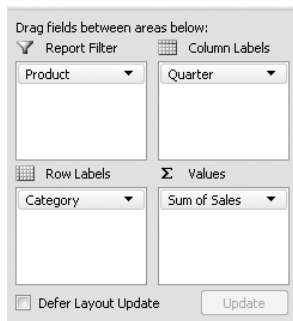 Drag fields between areas below:
Report Filter
Column Labels
Product
Quarter
Row Labels
Σ Values
Category
Sum of Sales
Defer Layout Update
Update